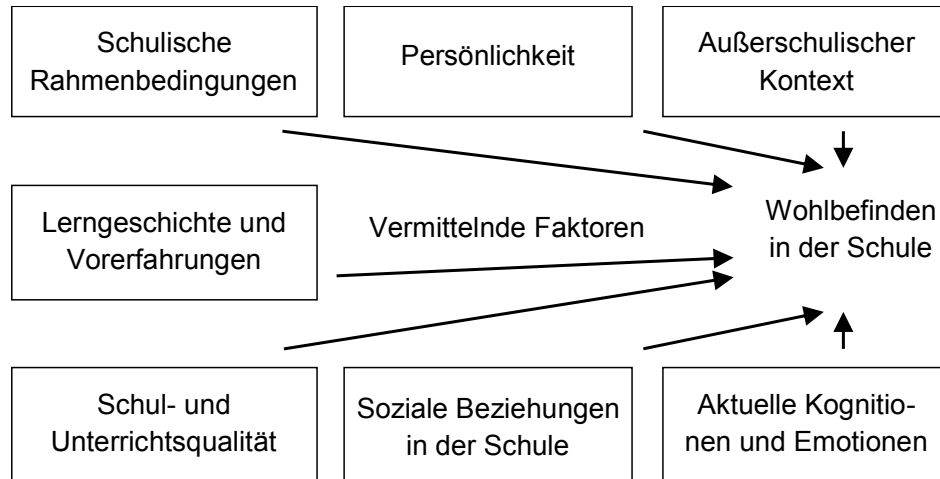 Schulische
Rahmenbedingungen
Persönlichkeit
Außerschulischer
Kontext
Lerngeschichte und
Vorerfahrungen
Vermittelnde Faktoren
Wohlbefinden
in der Schule
Schul- und
Unterrichtsqualität
Soziale Beziehungen
in der Schule
Aktuelle Kognitio-
nen und Emotionen